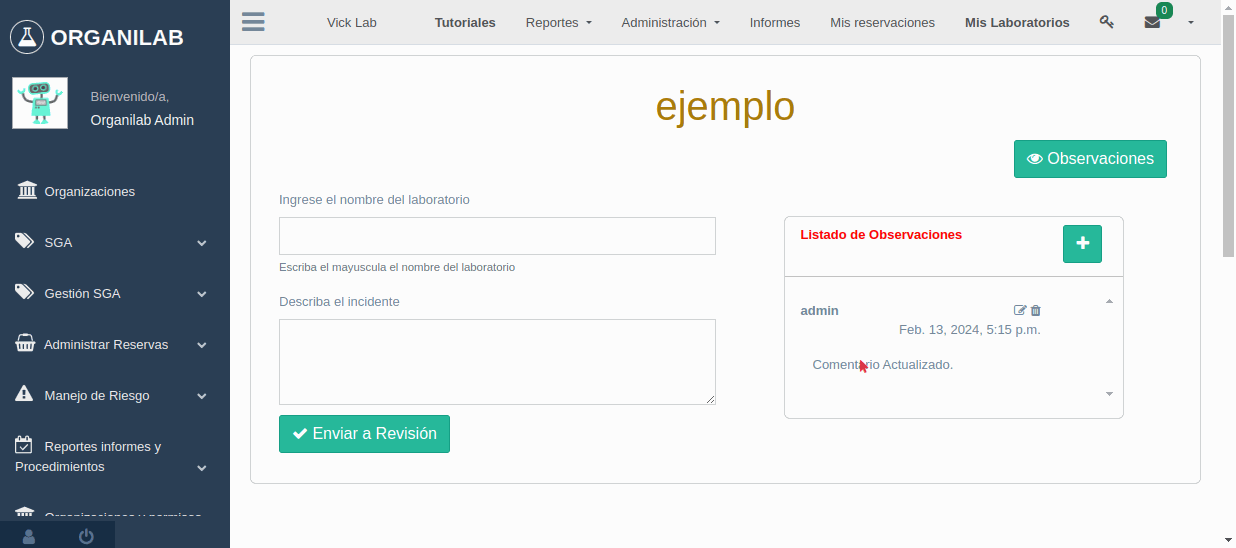 ORGANILAB
Bienvenido/a,
Organilab Admin
Organizaciones
SGA
Gestión SGA
Administrar Reservas
Manejo de Riesgo
Reportes informes y
Procedimientos
Organizaciones y permisos
Vick Lab
Tutoriales
Reportes
Administración
Informes
Mis reservaciones
Mis Laboratorios
0
ejemplo
Observaciones
Ingrese el nombre del laboratorio
Escriba el mayuscula el nombre del laboratorio
Describa el incidente
Enviar a Revisión
Listado de Observaciones
admin
Feb. 13, 2024, 5:15 p.m.
Comentario Actualizado.